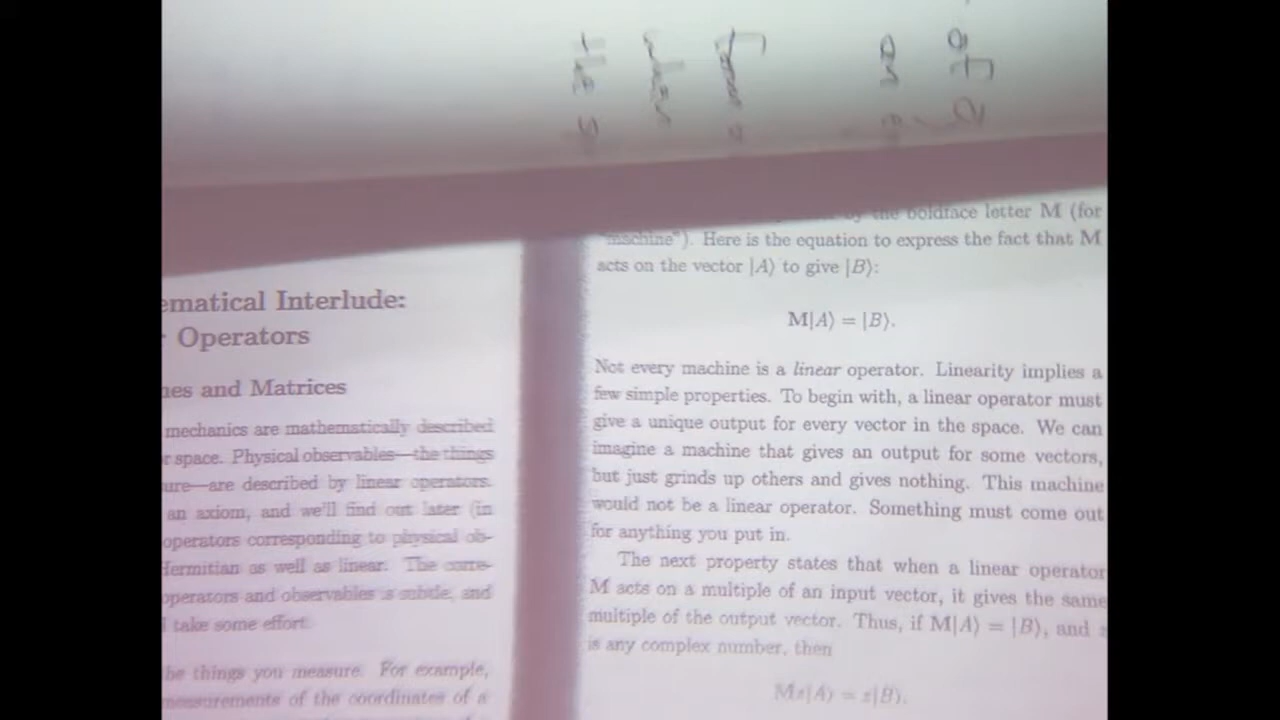 ematical Interlude:
Operators
nes and Matrices
mechanics are mathematically described
space. Physical observables—the things
ure—are described by linear operators.
an axiom, and we'll find out later (in
operators corresponding to physical ob-
Hermitian as well as linear. The corre-
operators and observables is subtle, and
take some effort.
he things you measure. For example,
measurements of the coordinates of a
by the boldface letter M (for
"machine"). Here is the equation to express the fact that M
acts on the vector |A⟩ to give |B⟩:
M|A⟩ = |B⟩.
Not every machine is a linear operator. Linearity implies a
few simple properties. To begin with, a linear operator must
give a unique output for every vector in the space. We can
imagine a machine that gives an output for some vectors,
but just grinds up others and gives nothing. This machine
would not be a linear operator. Something must come out
for anything you put in.
The next property states that when a linear operator
M acts on a multiple of an input vector, it gives the same
multiple of the output vector. Thus, if M|A⟩ = |B⟩, and z
is any complex number, then
Mz|A⟩ = z|B⟩.